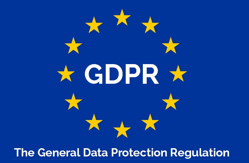 GDPR
The General Data Protection Regulation